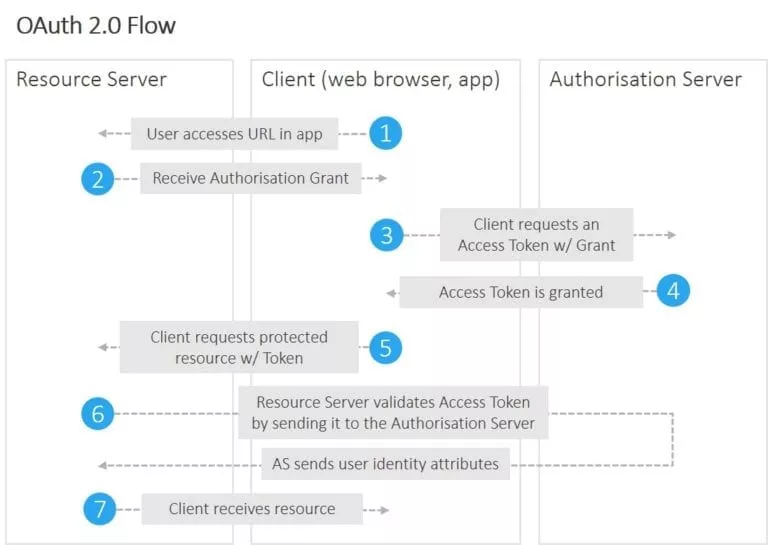 OAuth 2.0 Flow
Resource Server
Client (web browser, app)
Authorisation Server
User accesses URL in app
1
2
Receive Authorisation Grant
3
Client requests an
Access Token w/ Grant
Access Token is granted
4
Client requests protected
resource w/ Token
5
6
Resource Server validates Access Token
by sending it to the Authorisation Server
AS sends user identity attributes
7
Client receives resource